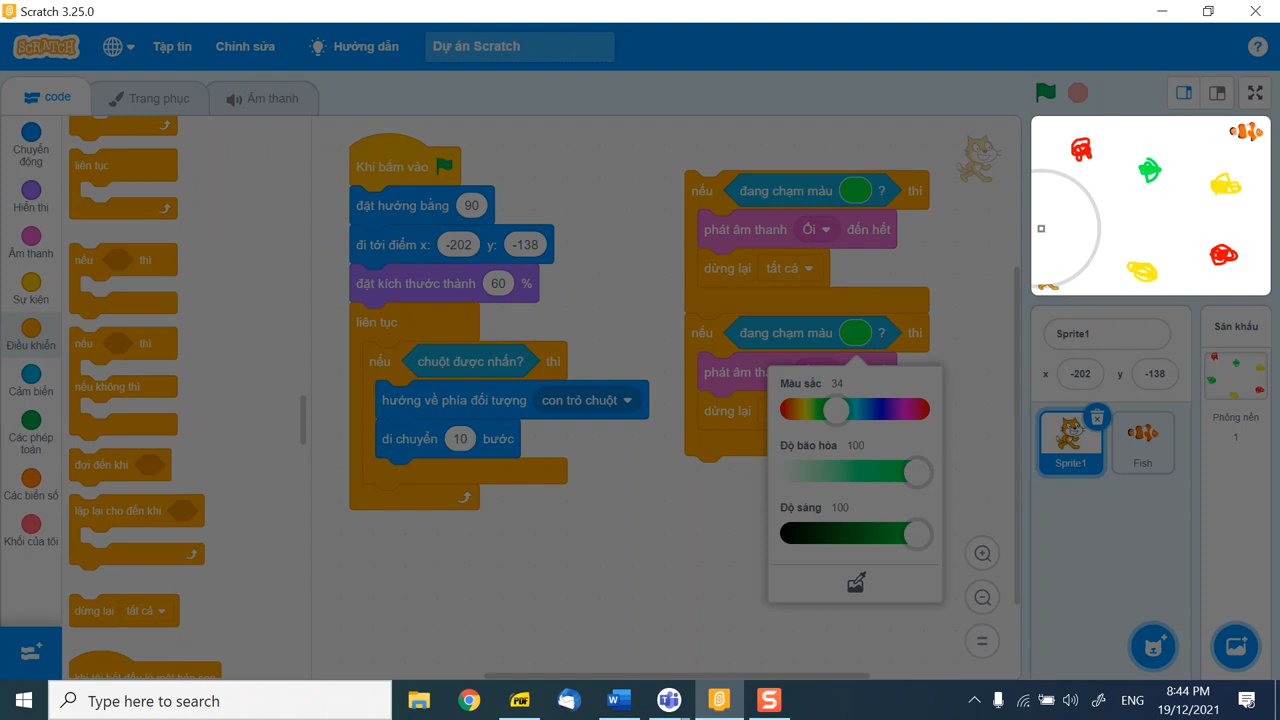 Scratch 3.25.0
SCRATCH
Tập tin
Chỉnh sửa
Hướng dẫn
Dự án Scratch
?
code
Trang phục
Âm thanh
Chuyển động
Hiển thị
Âm thanh
Sự kiện
Điều khiển
Cảm biến
Các phép toán
Các biến số
Khối của tôi
liên tục
nếu thì
nếu thì
nếu không thì
đợi đến khi
lặp lại cho đến khi
dừng lại tất cả
Khi bấm vào
đặt hướng bằng 90
đi tới điểm x: -202 y: -138
đặt kích thước thành 60 %
liên tục
nếu chuột được nhấn? thì
hướng về phía đối tượng con trỏ chuột
di chuyển 10 bước
nếu đang chạm màu ? thì
phát âm thanh Ối đến hết
dừng lại tất cả
nếu đang chạm màu ? thì
phát âm tha
dừng lại
Màu sắc 34
Độ bão hòa 100
Độ sáng 100
Sprite1
x -202 y -138
Sprite1
Fish
Sân khấu
Phông nền
1
Type here to search
PDF
ENG
8:44 PM
19/12/2021